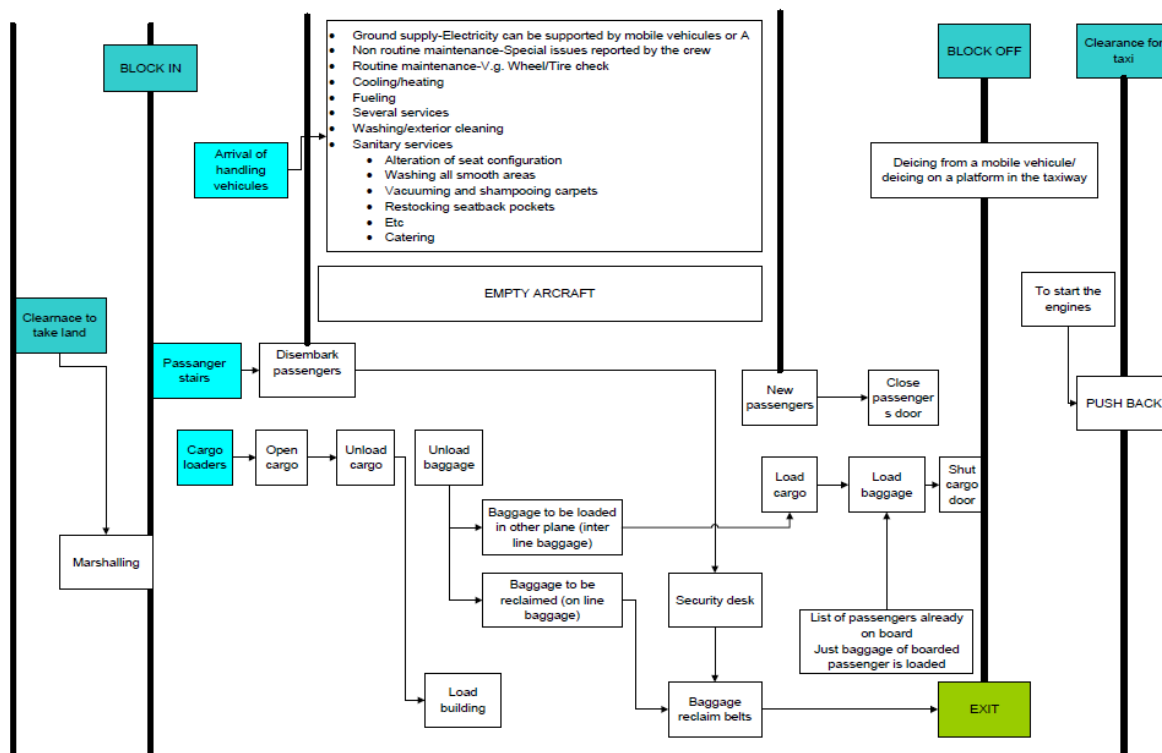 BLOCK IN
Ground supply-Electricity can be supported by mobile vehicules or A
Non routine maintenance-Special issues reported by the crew
Routine maintenance-V.g. Wheel/Tire check
Cooling/heating
Fueling
Several services
Washing/exterior cleaning
Sanitary services
Alteration of seat configuration
Washing all smooth areas
Vacuuming and shampooing carpets
Restocking seatback pockets
Etc
Catering
BLOCK OFF
Clearance for
taxi
Arrival of
handling
vehicules
Deicing from a mobile vehicule/
deicing on a platform in the taxiway
EMPTY ARCRAFT
To start the
engines
Clearnace to
take land
Passanger
stairs
Disembark
passengers
New
passengers
Close
passenger
s door
PUSH BACK
Cargo
loaders
Open
cargo
Unload
cargo
Unload
baggage
Load
cargo
Load
baggage
Shut
cargo
door
Baggage to be loaded
in other plane (inter
line baggage)
Marshalling
Baggage to be
reclaimed (on line
baggage)
Security desk
List of passengers already
on board
Just baggage of boarded
passenger is loaded
Load
building
Baggage
reclaim belts
EXIT